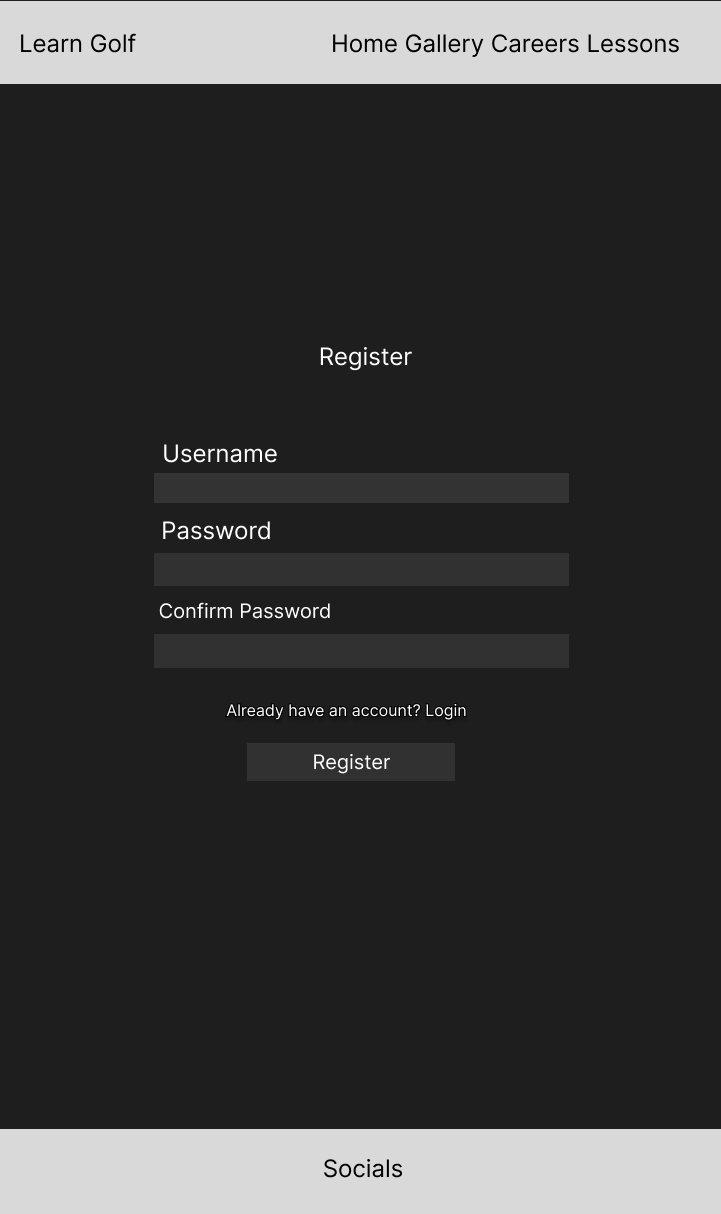 Learn Golf Home Gallery Careers Lessons
Register
Username
Password
Confirm Password
Already have an account? Login
Register
Socials